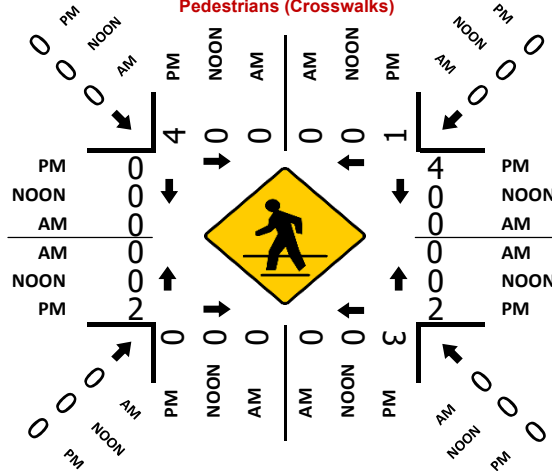 Pedestrians (Crosswalks)
0 PM 0 PM
0 NOON NOON 0
0 AM AM 0
PM NOON AM AM NOON PM
4 0 0 0 0 1
PM 0 4 PM
NOON 0 0 NOON
AM 0 0 AM
AM 0 0 AM
NOON 0 0 NOON
PM 2 2 PM
0 0 0 0 0 3
PM NOON AM AM NOON PM
0 AM AM 0
0 NOON NOON 0
0 PM PM 0